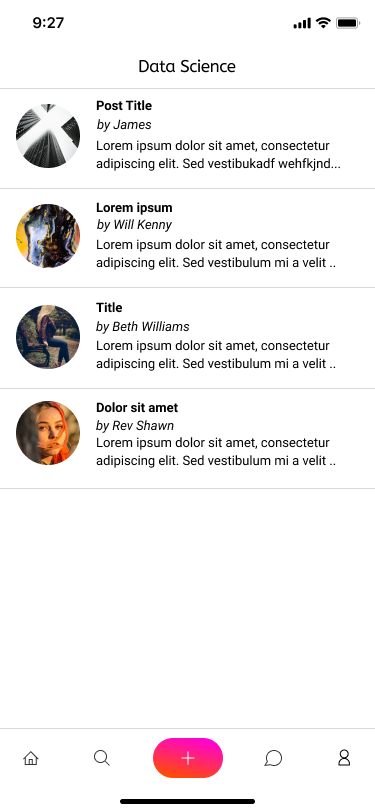 9:27
Data Science
Post Title
by James
Lorem ipsum dolor sit amet, consectetur
adipiscing elit. Sed vestibukadf wehfkjnd...
Lorem ipsum
by Will Kenny
Lorem ipsum dolor sit amet, consectetur
adipiscing elit. Sed vestibulum mi a velit ..
Title
by Beth Williams
Lorem ipsum dolor sit amet, consectetur
adipiscing elit. Sed vestibulum mi a velit ..
Dolor sit amet
by Rev Shawn
Lorem ipsum dolor sit amet, consectetur
adipiscing elit. Sed vestibulum mi a velit ..